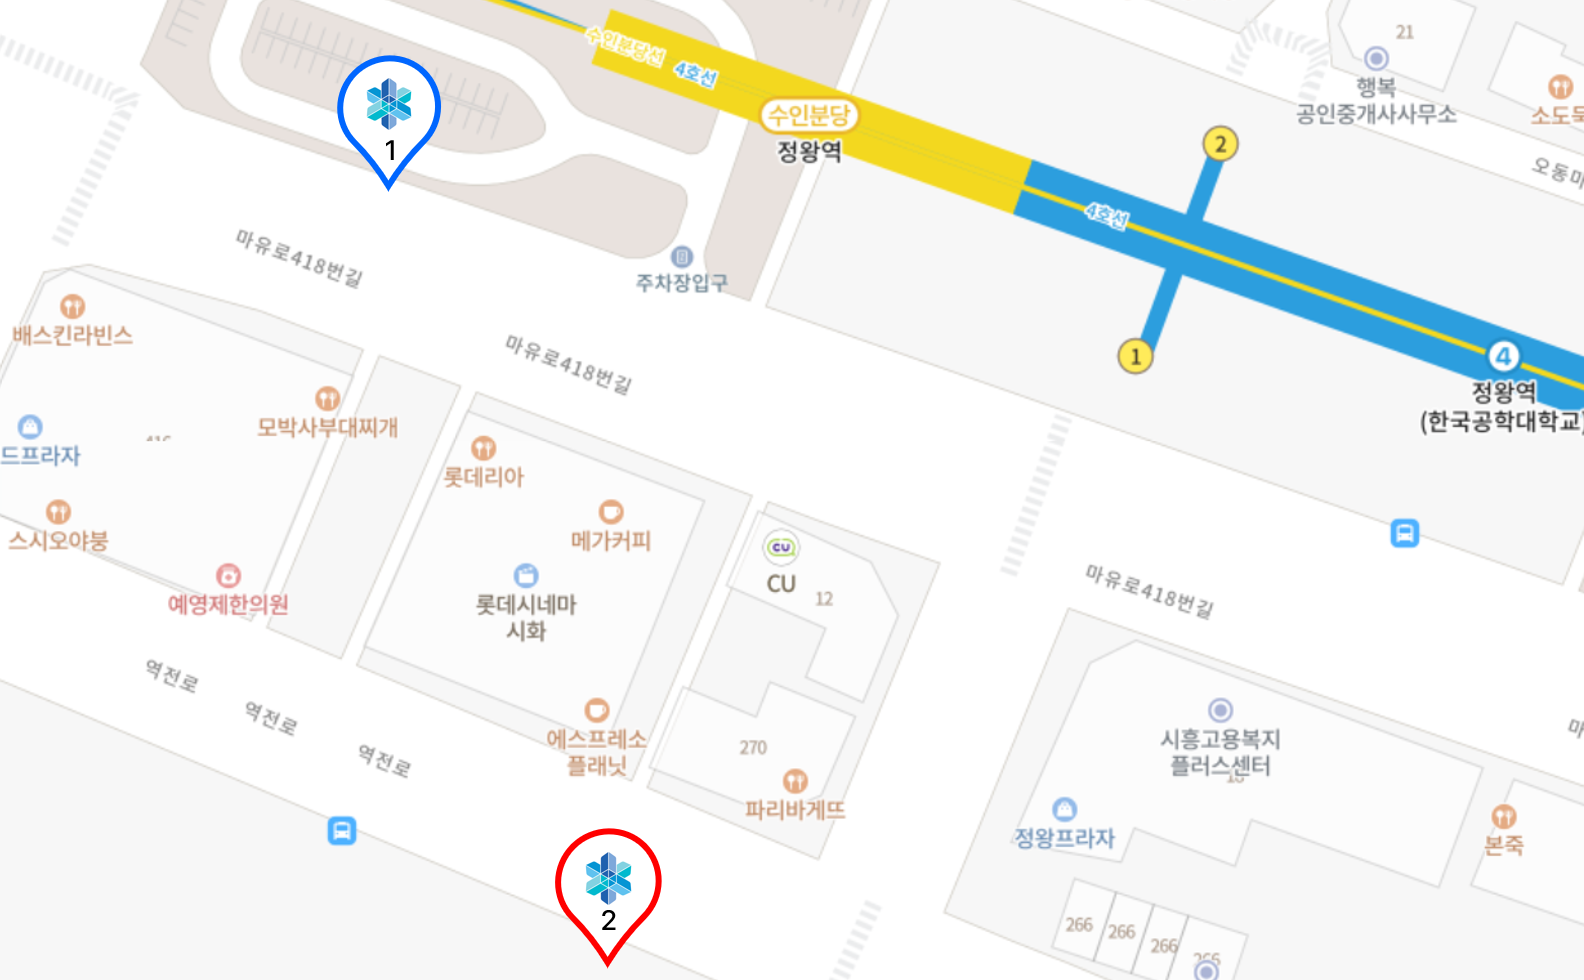 수인분당선
4호선
수인분당
정왕역
21
행복
공인중개사사무소
소도둑
2
오동마
4호선
1
마유로418번길
주차장입구
1
4
정왕역
(한국공학대학교)
배스킨라빈스
마유로418번길
모박사부대찌개
드프라자
롯데리아
스시오야붕
메가커피
CU
CU
12
예영제한의원
롯데시네마
시화
마유로418번길
역전로
역전로
역전로
에스프레소
플래닛
270
파리바게뜨
시흥고용복지
플러스센터
정왕프라자
본죽
2
266
266
266
266